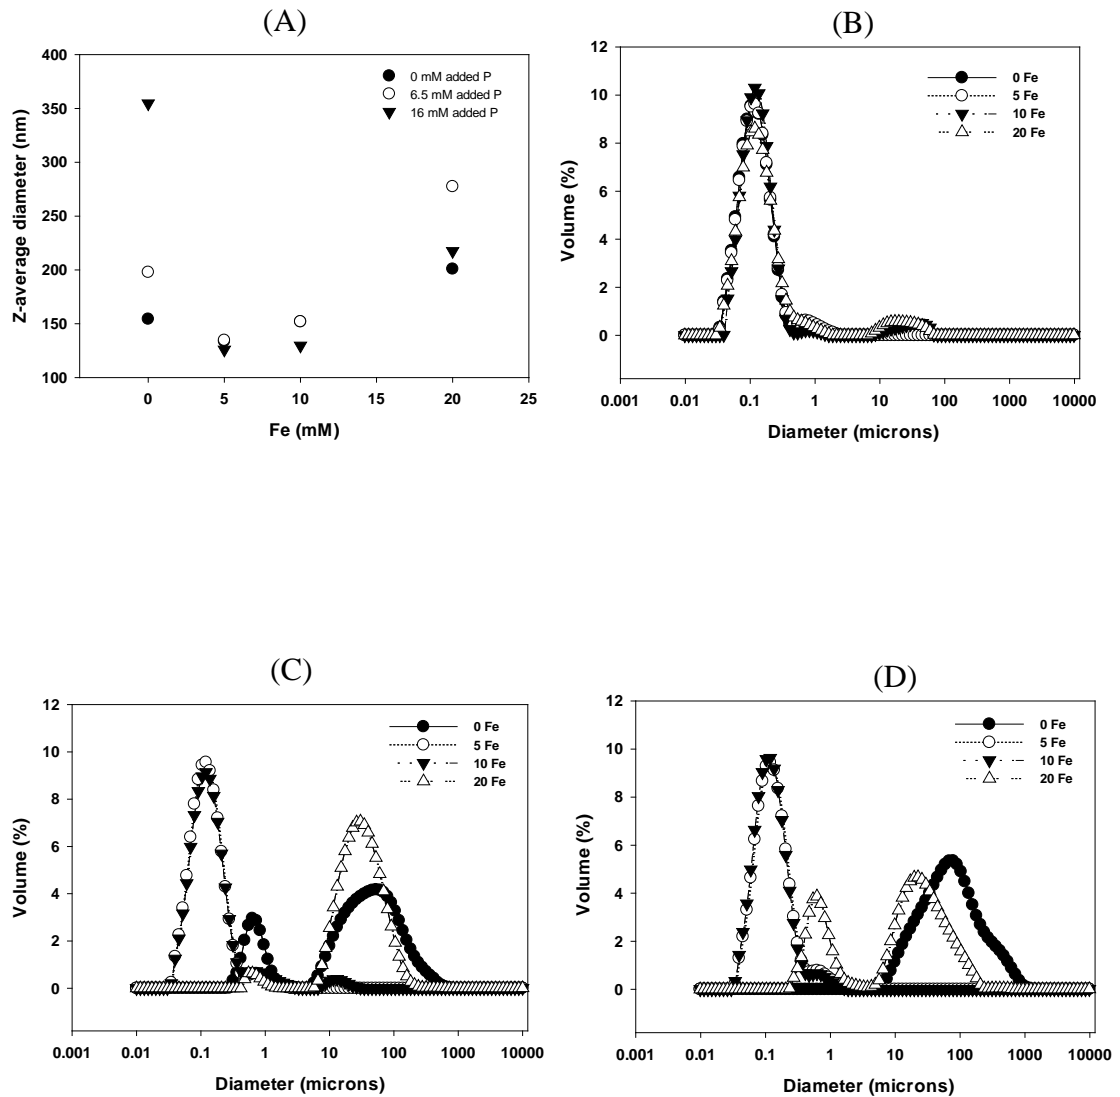 (A)
400
350
300
250
200
150
100
Z-average diameter (nm)
0 mM added P
6.5 mM added P
16 mM added P
0 5 10 15 20 25
Fe (mM)
(B)
12
10
8
6
4
2
0
Volume (%)
0 Fe
5 Fe
10 Fe
20 Fe
0.001 0.01 0.1 1 10 100 1000 10000
Diameter (microns)
(C)
12
10
8
6
4
2
0
Volume (%)
0 Fe
5 Fe
10 Fe
20 Fe
0.001 0.01 0.1 1 10 100 1000 10000
Diameter (microns)
(D)
12
10
8
6
4
2
0
Volume (%)
0 Fe
5 Fe
10 Fe
20 Fe
0.001 0.01 0.1 1 10 100 1000 10000
Diameter (microns)